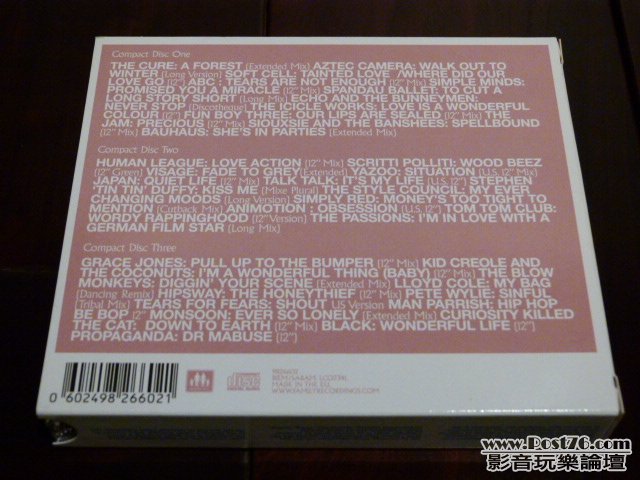 Compact Disc One
THE CURE: A FOREST (Extended Mix) AZTEC CAMERA: WALK OUT TO
WINTER (Long Version) SOFT CELL: TAINTED LOVE /WHERE DID OUR
LOVE GO (12") ABC : TEARS ARE NOT ENOUGH (12" Mix) SIMPLE MINDS:
PROMISED YOU A MIRACLE (12" Mix) SPANDAU BALLET: TO CUT A
LONG STORY SHORT (Long Mix) ECHO AND THE BUNNEYMEN:
NEVER STOP (Discotheque) THE ICICLE WORKS: LOVE IS A WONDERFUL
COLOUR (12") FUN BOY THREE: OUR LIPS ARE SEALED (12" Mix) THE
JAM: PRECIOUS (12" Mix) SIOUXSIE AND THE BANSHEES: SPELLBOUND
(12" Mix) BAUHAUS: SHE'S IN PARTIES (Extended Mix)
Compact Disc Two
HUMAN LEAGUE: LOVE ACTION (12" Mix) SCRITTI POLLITI: WOOD BEEZ
(12" Green) VISAGE: FADE TO GREY (Extended) YAZOO: SITUATION (U.S. 12" Mix)
JAPAN: QUIET LIFE (12" Mix) TALK TALK: IT'S MY LIFE (U.S. 12") STEPHEN
'TIN TIN' DUFFY: KISS ME (Mixe Plural) THE STYLE COUNCIL: MY EVER
CHANGING MOODS (Long Version) SIMPLY RED: MONEY'S TOO TIGHT TO
MENTION (Cutback Mix) ANIMOTION : OBSESSION (U.S. 12") TOM TOM CLUB:
WORDY RAPPINGHOOD (12" Version) THE PASSIONS: I'M IN LOVE WITH A
GERMAN FILM STAR (Long Mix)
Compact Disc Three
GRACE JONES: PULL UP TO THE BUMPER (12" Mix) KID CREOLE AND
THE COCONUTS: I'M A WONDERFUL THING (BABY) (12" Mix) THE BLOW
MONKEYS: DIGGIN' YOUR SCENE (Extended Mix) LLOYD COLE: MY BAG
(Dancing Remix) HIPSWAY: THE HONEYTHIEF (12" Mix) PETE WYLIE: SINFUL
(Tribal Mix) TEARS FOR FEARS: SHOUT US Version MAN PARRISH: HIP HOP
BE BOP 12" MONSOON: EVER SO LONELY (Extended Mix) CURIOSITY KILLED
THE CAT: DOWN TO EARTH (12" Mix) BLACK: WONDERFUL LIFE (12")
PROPAGANDA: DR MABUSE (12")
0 602498 266021
COMPACT disc
DIGITAL AUDIO
9826602
MADE IN THE EU.
www.Post76.com
影音玩樂論壇